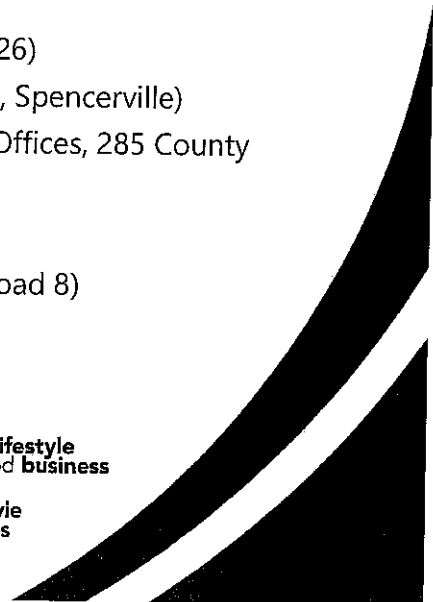 26)
, Spencerville)
Offices, 285 County
oad 8)
ifestyle
d business
vie
s